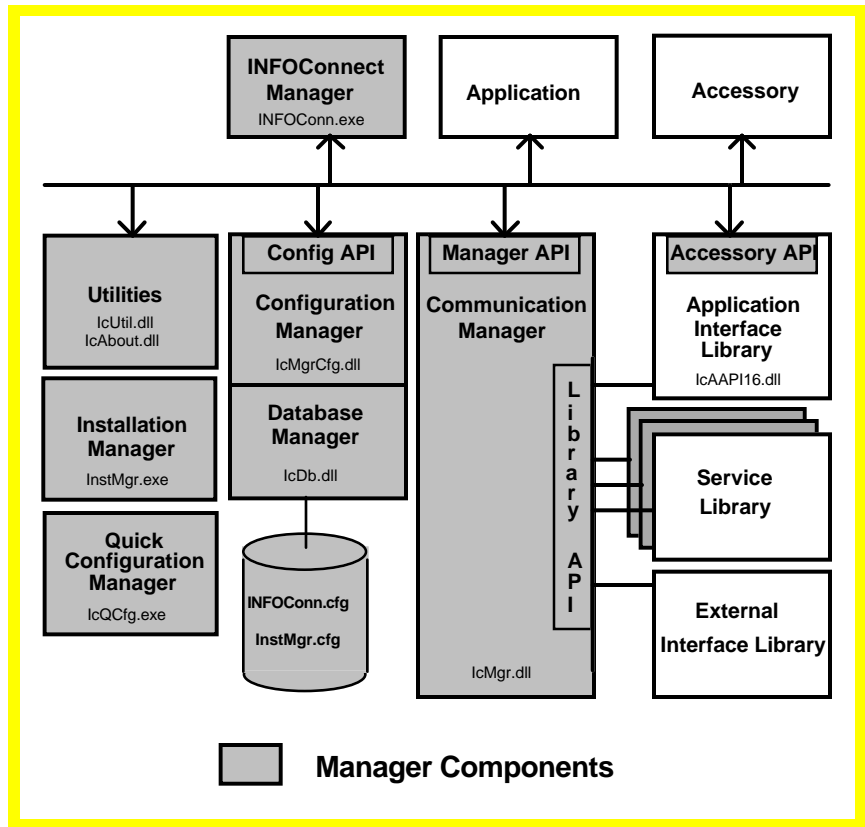 INFOConnect
Manager
INFOConn.exe
Application
Accessory
Utilities
IcUtil.dll
IcAbout.dll
Config API
Configuration
Manager
IcMgrCfg.dll
Manager API
Communication
Manager
Accessory API
Application
Interface
Library
IcAAPI16.dll
Installation
Manager
InstMgr.exe
Database
Manager
IcDb.dll
Library API
Service
Library
Quick
Configuration
Manager
IcQCfg.exe
INFOConn.cfg
InstMgr.cfg
IcMgr.dll
External
Interface Library
Manager Components